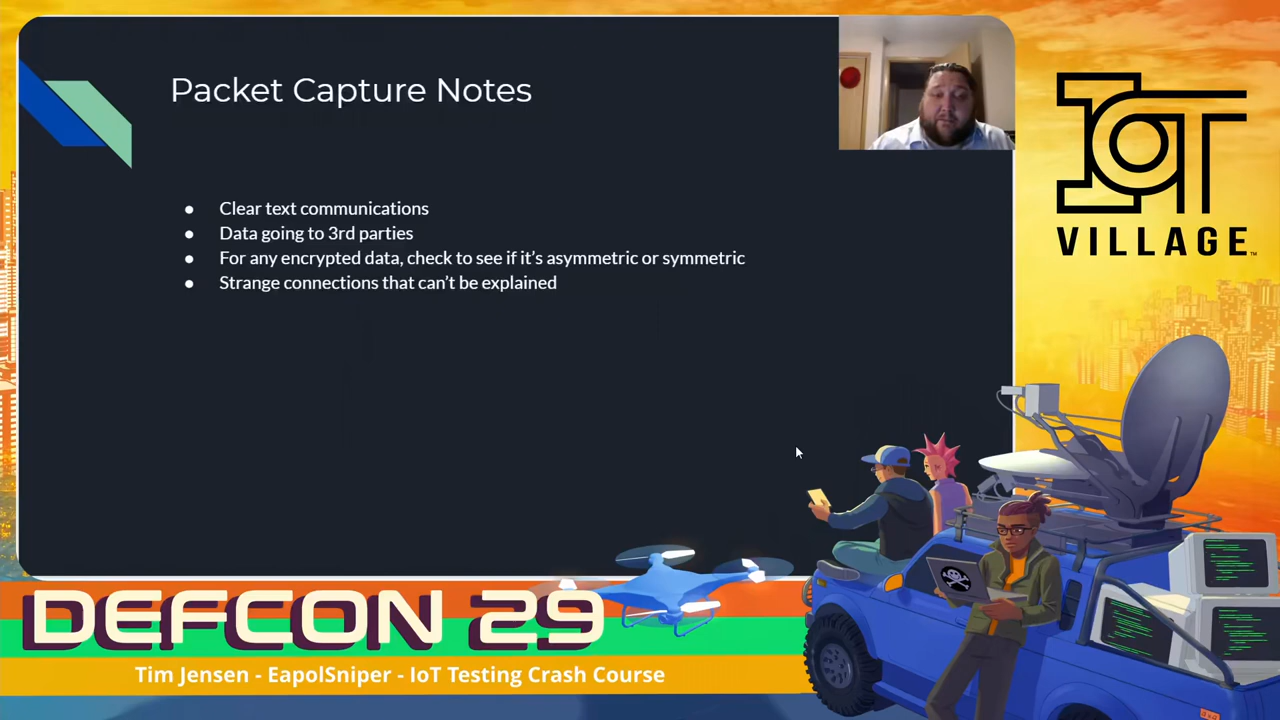 Packet Capture Notes
● Clear text communications
● Data going to 3rd parties
● For any encrypted data, check to see if it's asymmetric or symmetric
● Strange connections that can't be explained
IOT
VILLAGE™
DEFCON 29
Tim Jensen - EapolSniper - IoT Testing Crash Course